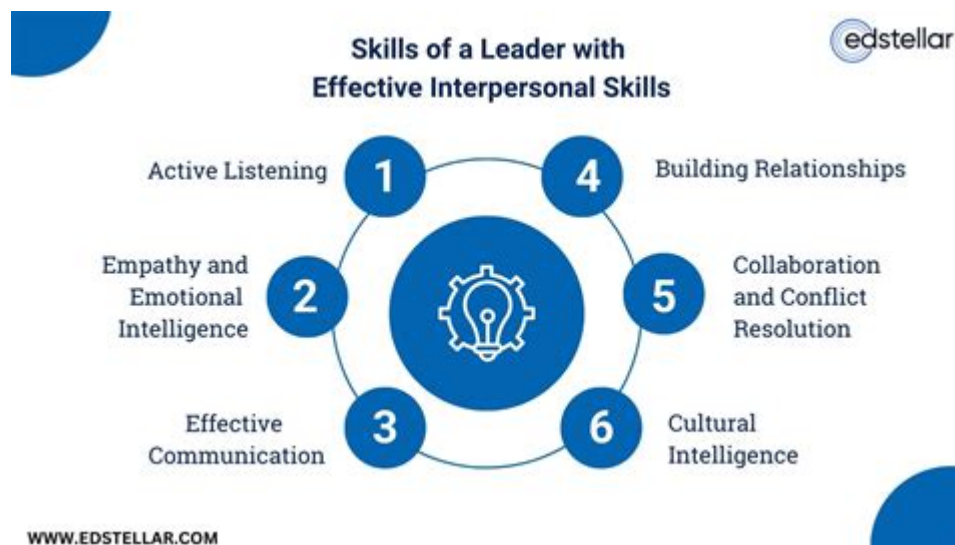 Skills of a Leader with
Effective Interpersonal Skills
edstellar
1
Active Listening
2
Empathy and
Emotional
Intelligence
3
Effective
Communication
4
Building Relationships
5
Collaboration
and Conflict
Resolution
6
Cultural
Intelligence
WWW.EDSTELLAR.COM